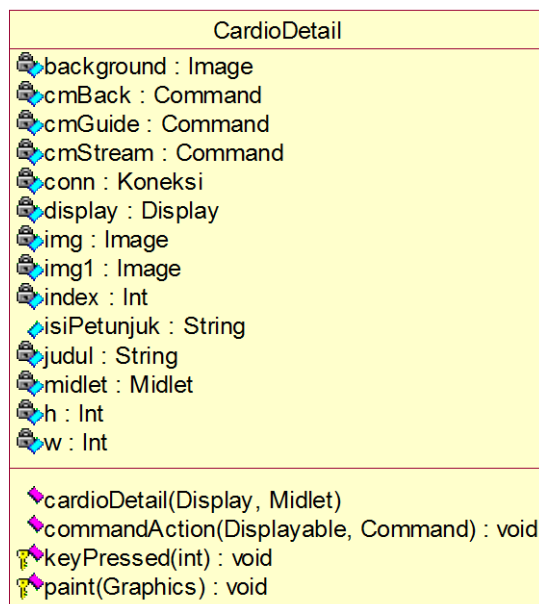 CardioDetail
background : Image
cmBack : Command
cmGuide : Command
cmStream : Command
conn : Koneksi
display : Display
img : Image
img1 : Image
index : Int
isiPetunjuk : String
judul : String
midlet : Midlet
h : Int
w : Int
cardioDetail(Display, Midlet)
commandAction(Displayable, Command) : void
keyPressed(int) : void
paint(Graphics) : void